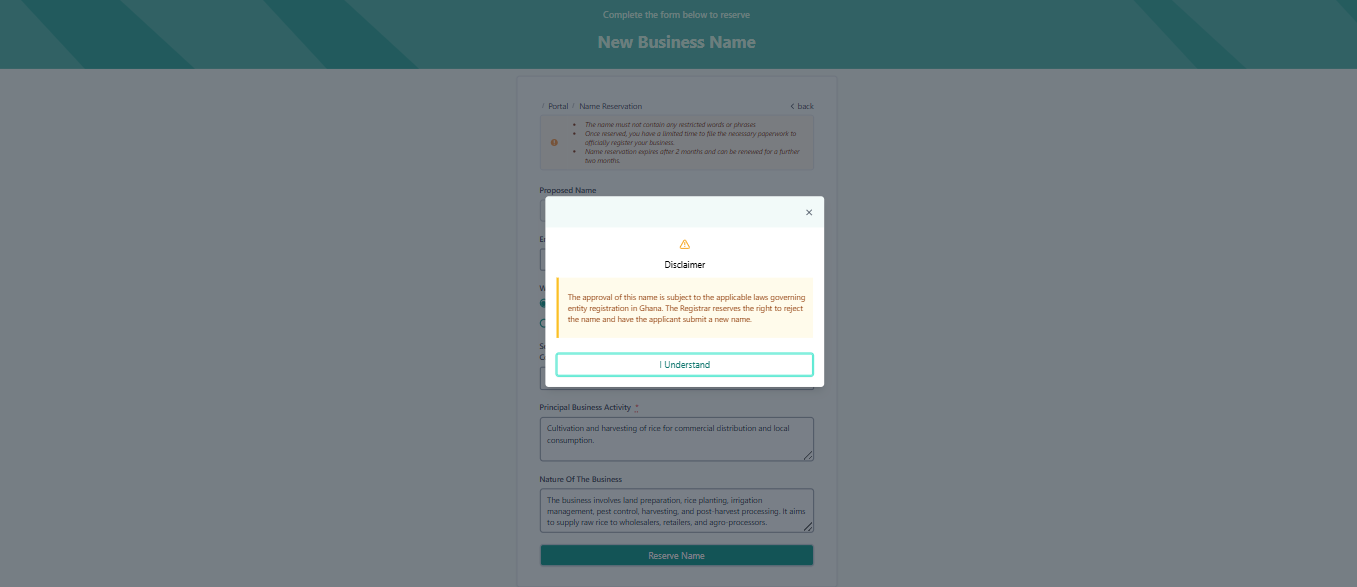 Complete the form below to reserve
New Business Name
Portal
Name Reservation
back
The name must not contain any restricted words or phrases.
Once reserved, you have a limited time to file the necessary paperwork to
officially register your business.
Name reservation expires after 2 months and can be renewed for a further
two months.
Proposed Name
Disclaimer
The approval of this name is subject to the applicable laws governing
entity registration in Ghana. The Registrar reserves the right to reject
the name and have the applicant submit a new name.
I Understand
Principal Business Activity *
Cultivation and harvesting of rice for commercial distribution and local
consumption.
Nature Of The Business
The business involves land preparation, rice planting, irrigation
management, pest control, harvesting, and post-harvest processing. It aims
to supply raw rice to wholesalers, retailers, and agro-processors.
Reserve Name